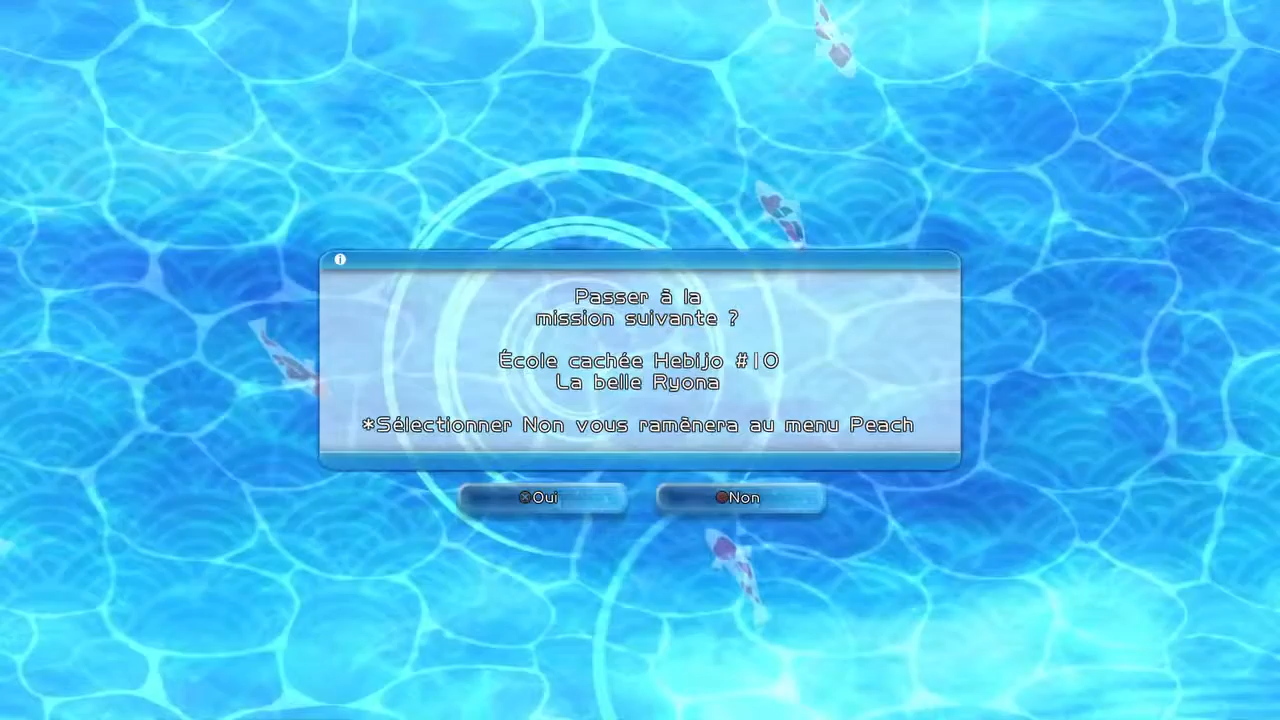 Passer à la
mission suivante ?
École cachée Hebijo #10
La belle Ryona
*Sélectionner Non vous ramènera au menu Peach
Oui
Non